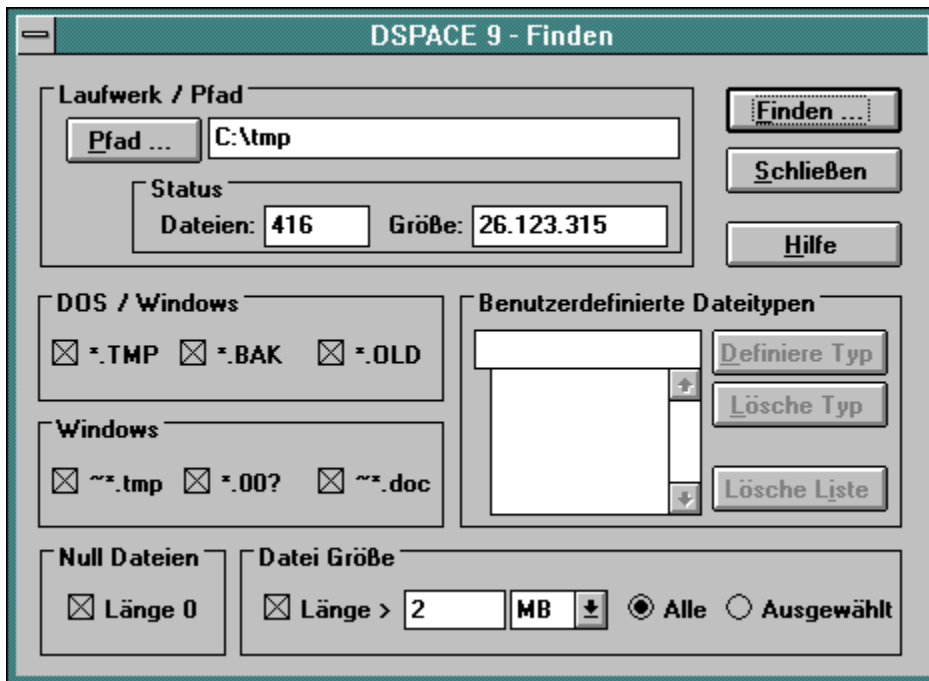 DSPACE 9 - Finden
Laufwerk / Pfad
Pfad ...
C:\tmp
Status
Dateien: 416
Größe: 26.123.315
Finden ...
Schließen
Hilfe
DOS / Windows
*.TMP
*.BAK
*.OLD
Windows
~*.tmp
*.00?
~*.doc
Benutzerdefinierte Dateitypen
Definiere Typ
Lösche Typ
Lösche Liste
Null Dateien
Länge 0
Datei Größe
Länge > 2 MB
Alle
Ausgewählt